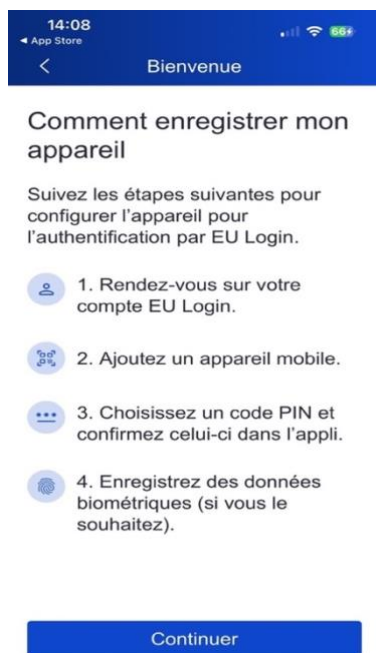 14:08
◀ App Store
66
Bienvenue
Comment enregistrer mon
appareil
Suivez les étapes suivantes pour
configurer l'appareil pour
l'authentification par EU Login.
1. Rendez-vous sur votre
compte EU Login.
2. Ajoutez un appareil mobile.
3. Choisissez un code PIN et
confirmez celui-ci dans l'appli.
4. Enregistrez des données
biométriques (si vous le
souhaitez).
Continuer